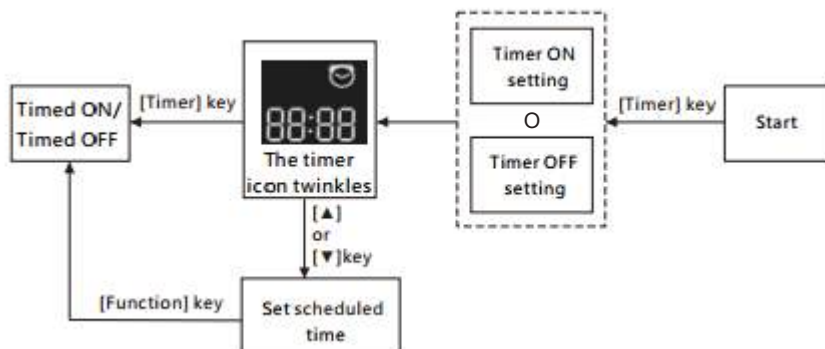 Timed ON/
Timed OFF
[Timer] key
88:88
The timer
icon twinkles
Timer ON
setting
O
Timer OFF
setting
[Timer] key
Start
[▲]
or
[▼]key
[Function] key
Set scheduled
time